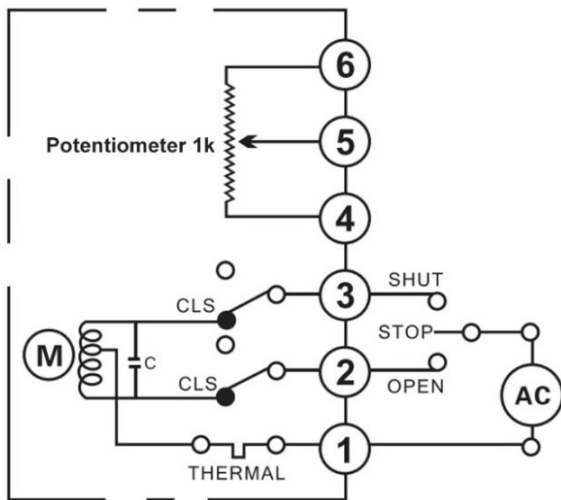 6
Potentiometer 1k
5
4
CLS
3
SHUT
STOP
M
C
CLS
2
OPEN
AC
THERMAL
1